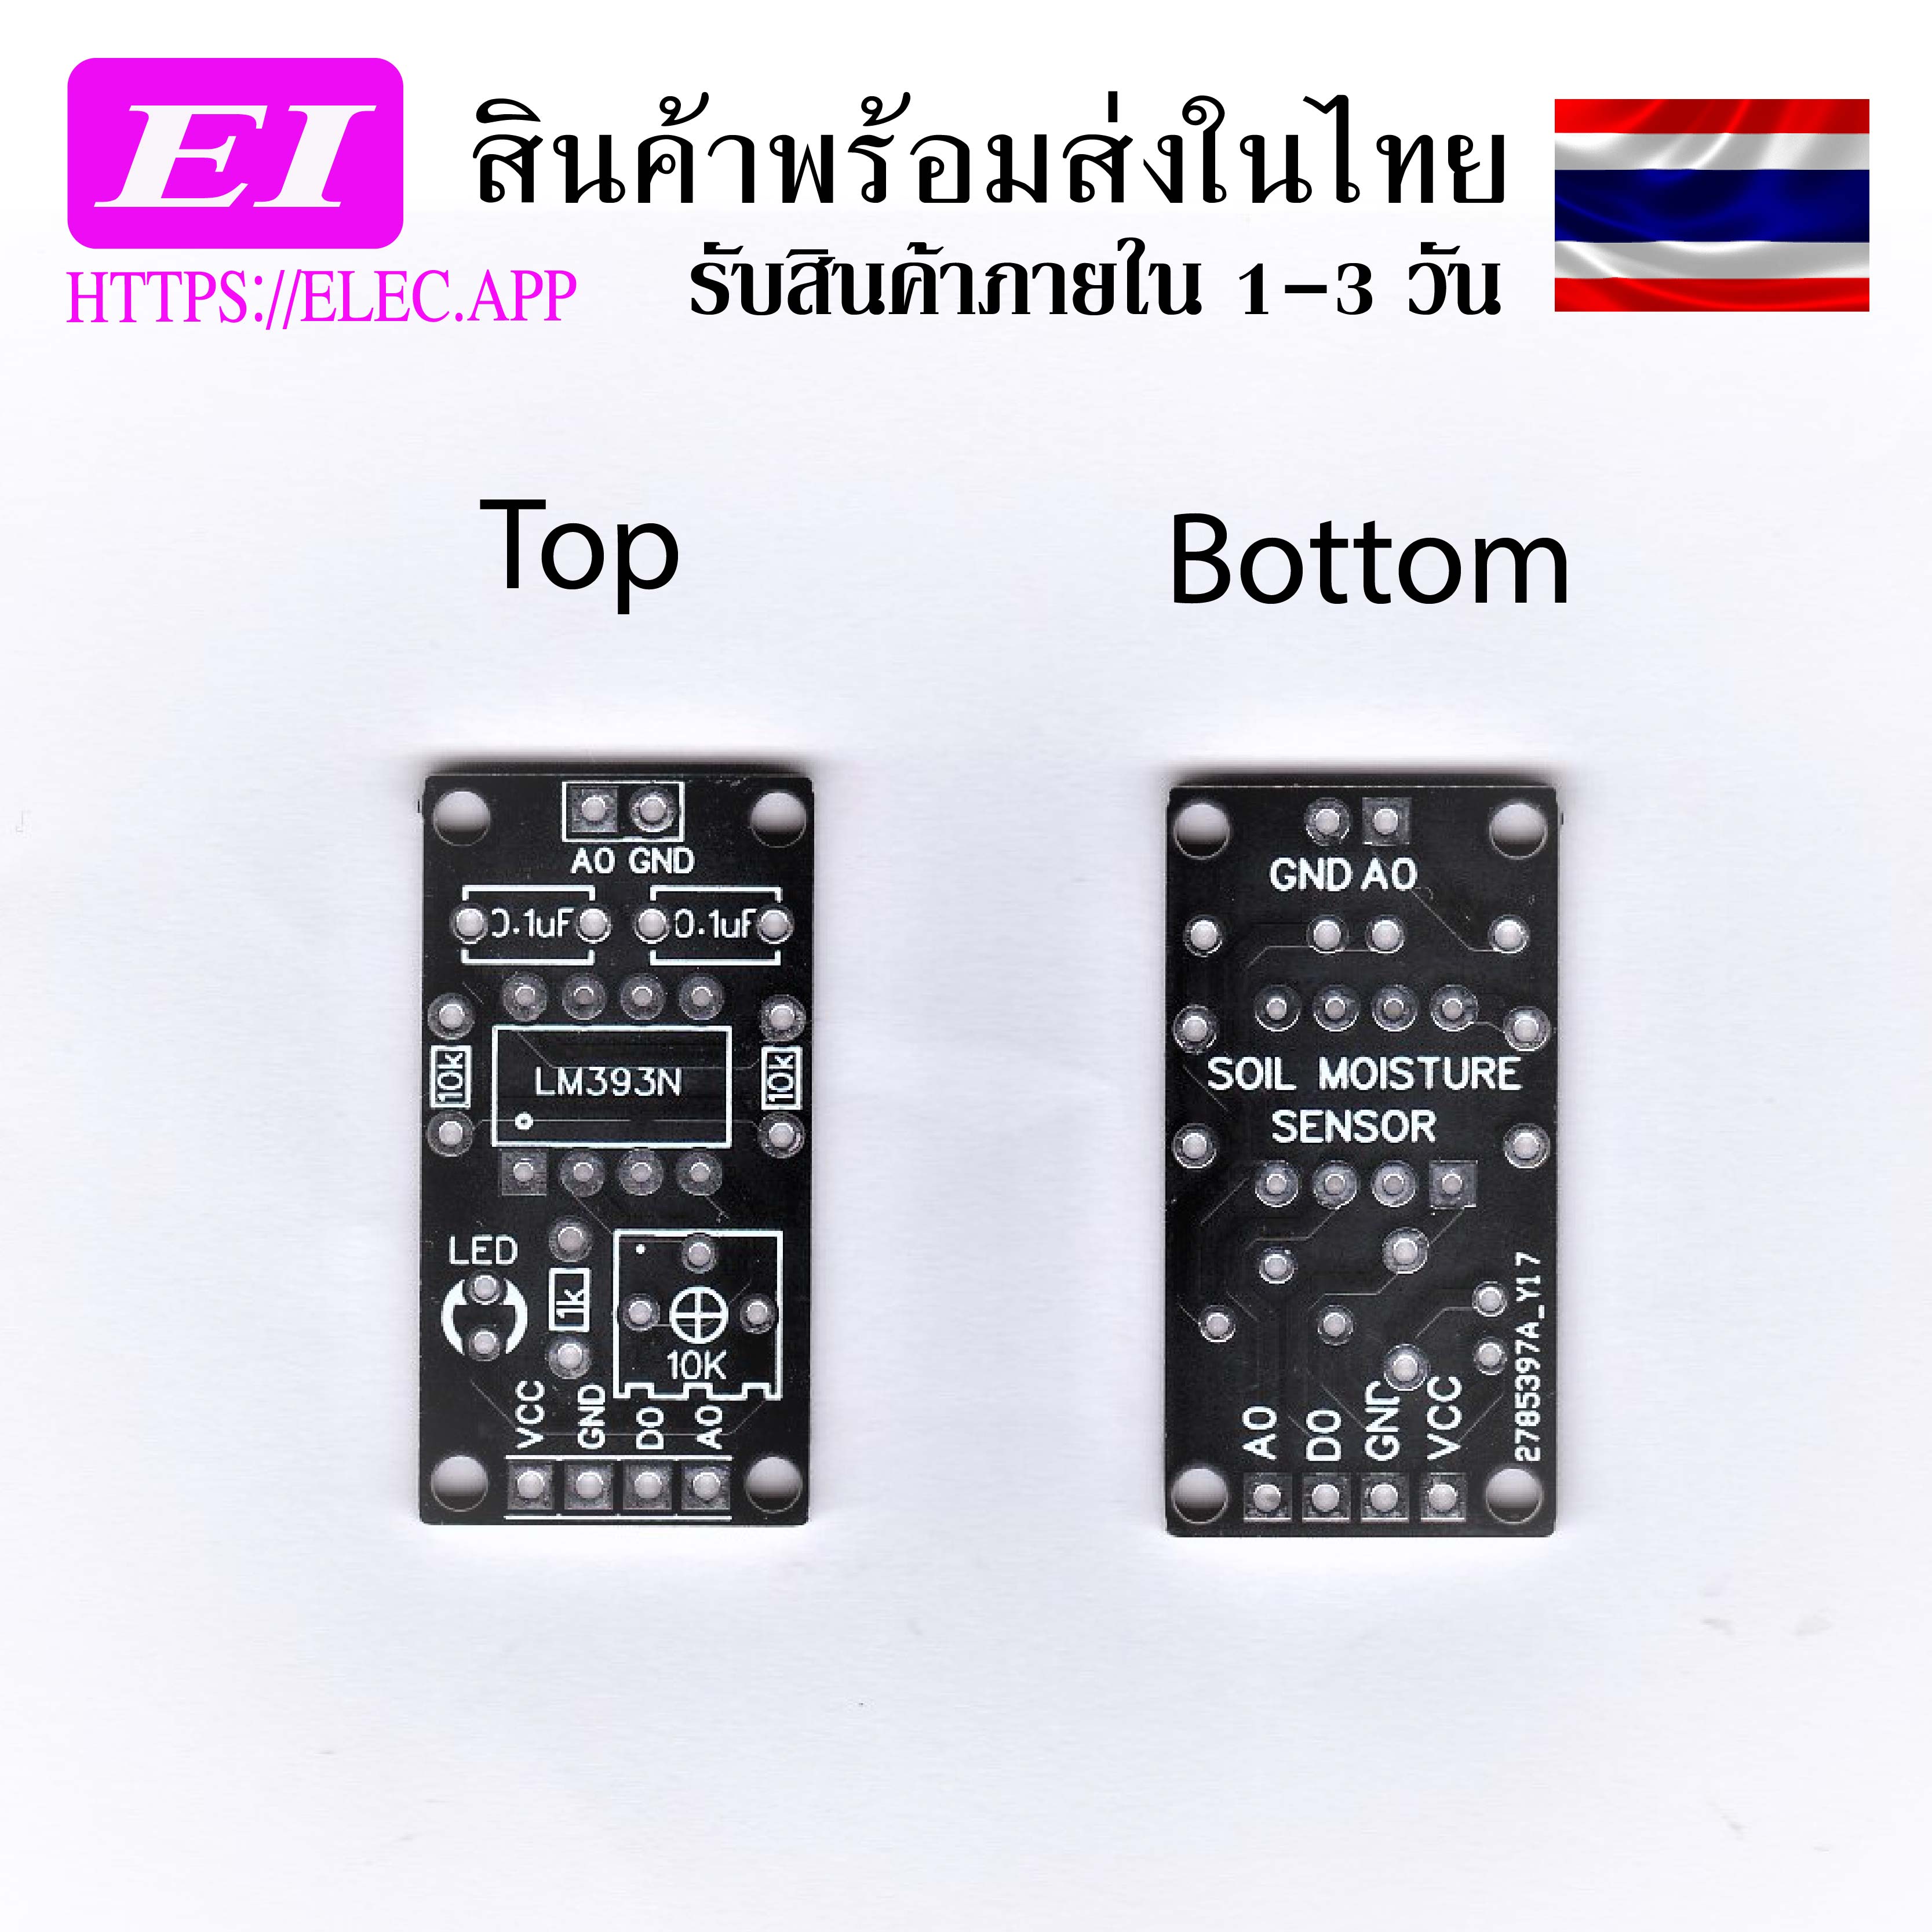 EI
สินค้าพร้อมส่งในไทย
HTTPS://ELEC.APP
รับสินค้าภายใน 1-3 วัน
Top
Bottom
A0 GND
0.1uF
0.1uF
10k
LM393N
10k
LED
1k
10K
VCC
GND
D0
A0
GND A0
SOIL MOISTURE
SENSOR
2785397A_Y17
A0
D0
GND
VCC